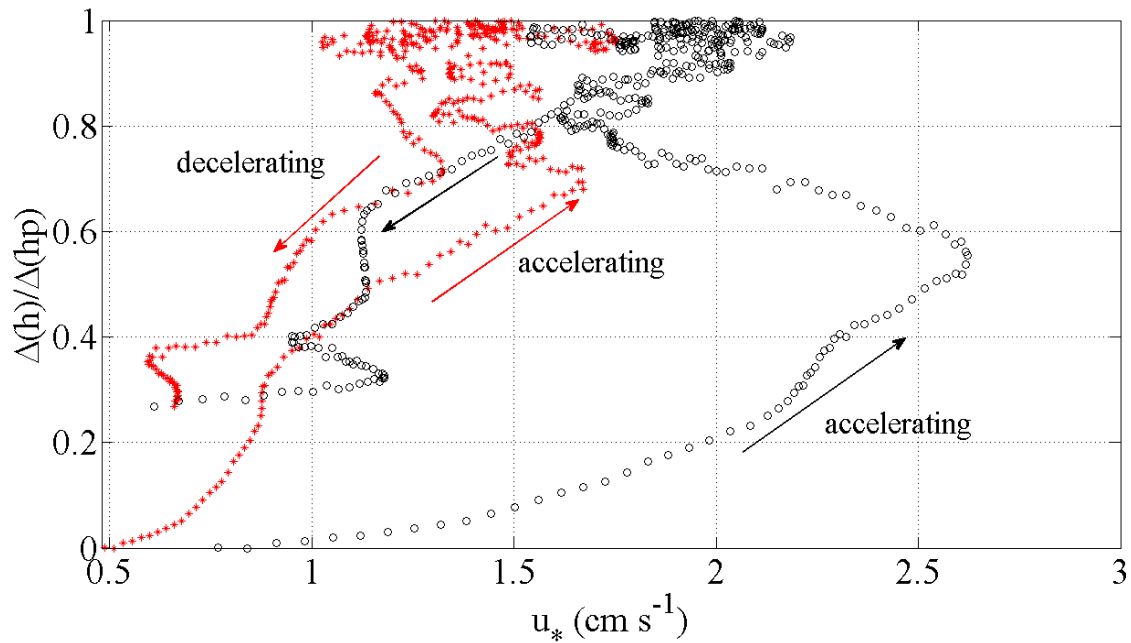 1
0.8
0.6
0.4
0.2
0
Δ(h)/Δ(hp)
decelerating
accelerating
accelerating
0.5 1 1.5 2 2.5 3
u* (cm s-1)